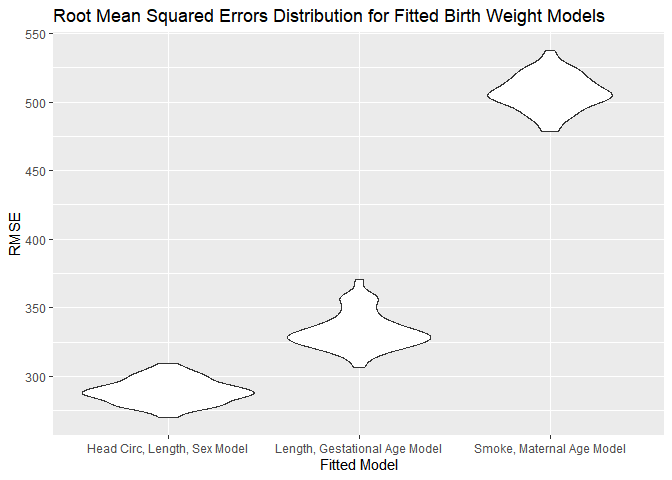 Root Mean Squared Errors Distribution for Fitted Birth Weight Models
550
500
450
400
350
300
RMSE
Head Circ, Length, Sex Model
Length, Gestational Age Model
Smoke, Maternal Age Model
Fitted Model